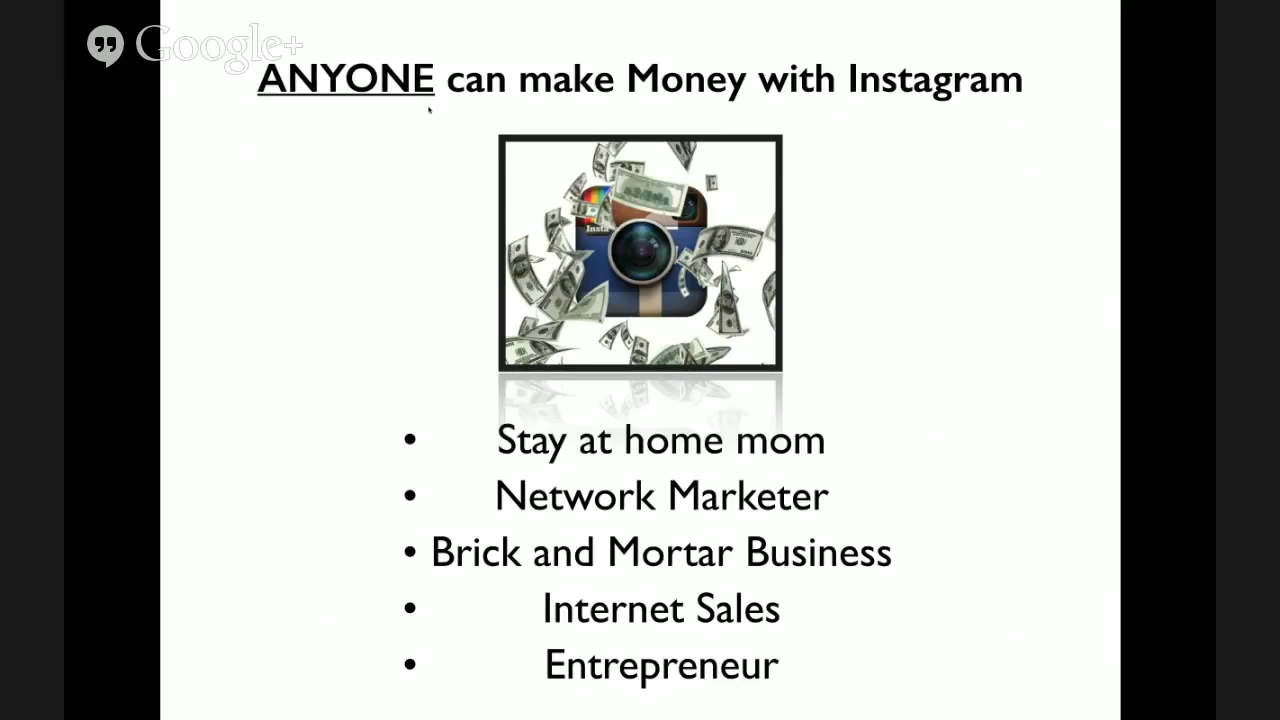 Google+
ANYONE can make Money with Instagram
Insta
• Stay at home mom
• Network Marketer
• Brick and Mortar Business
• Internet Sales
• Entrepreneur